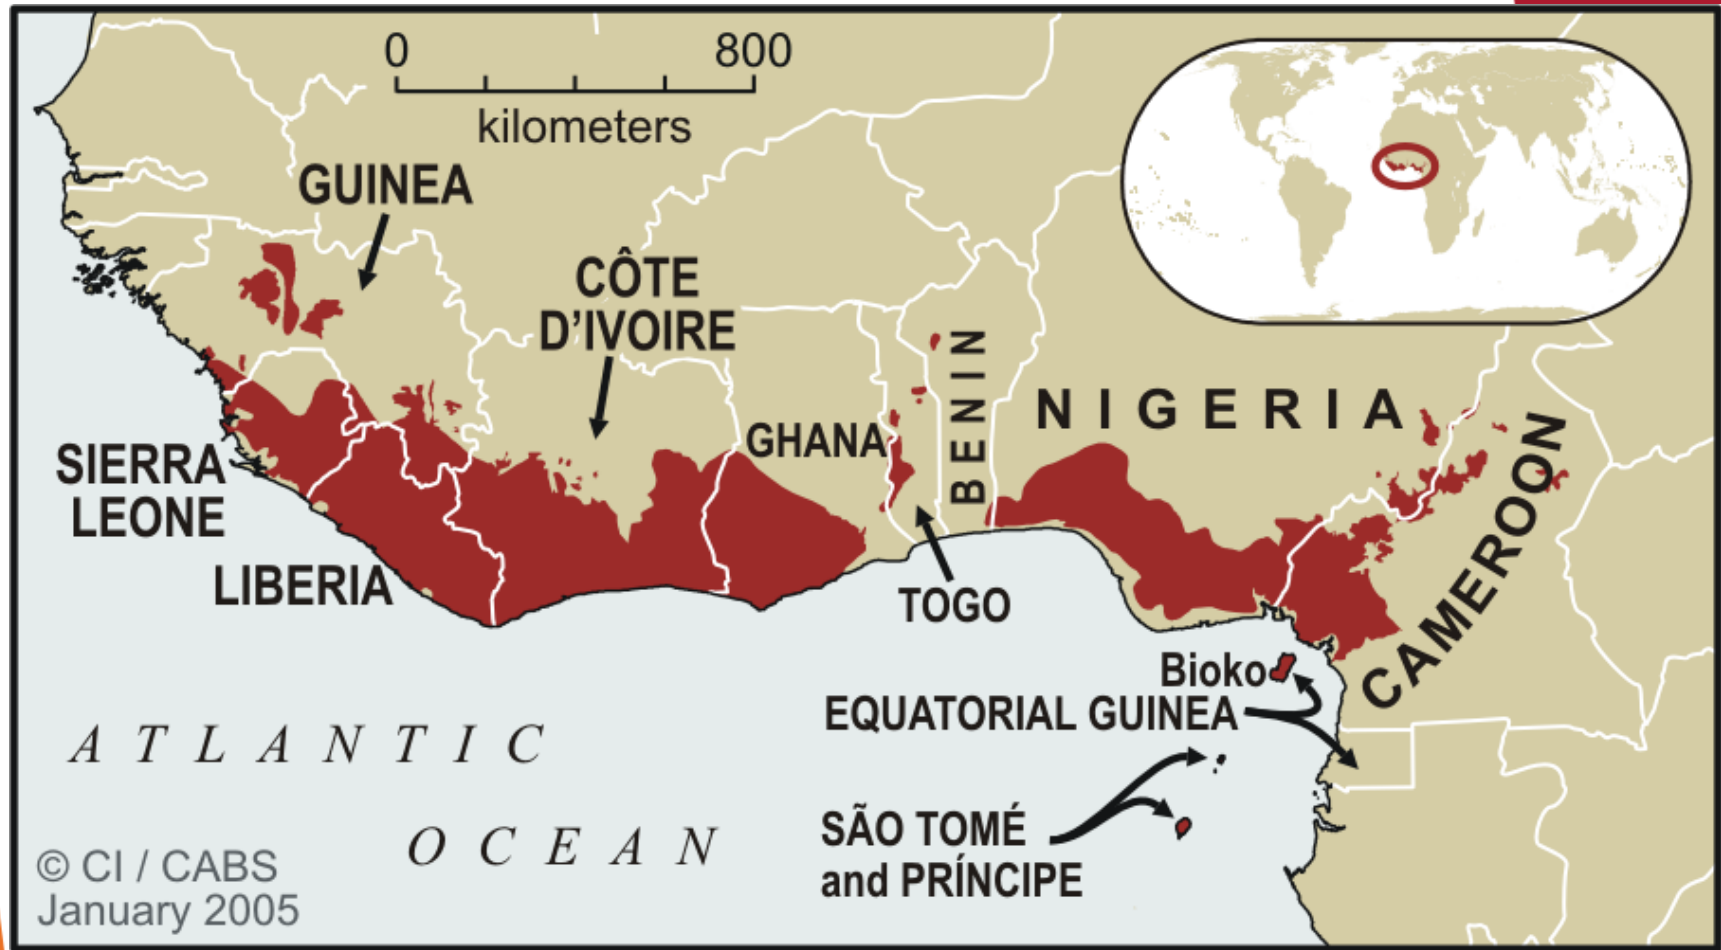 0 800
kilometers
GUINEA
CÔTE
D'IVOIRE
NIGERIA
BENIN
GHANA
CAMEROON
SIERRA
LEONE
LIBERIA
TOGO
Bioko
EQUATORIAL GUINEA
ATLANTIC
OCEAN
SÃO TOMÉ
and PRÍNCIPE
© CI / CABS
January 2005